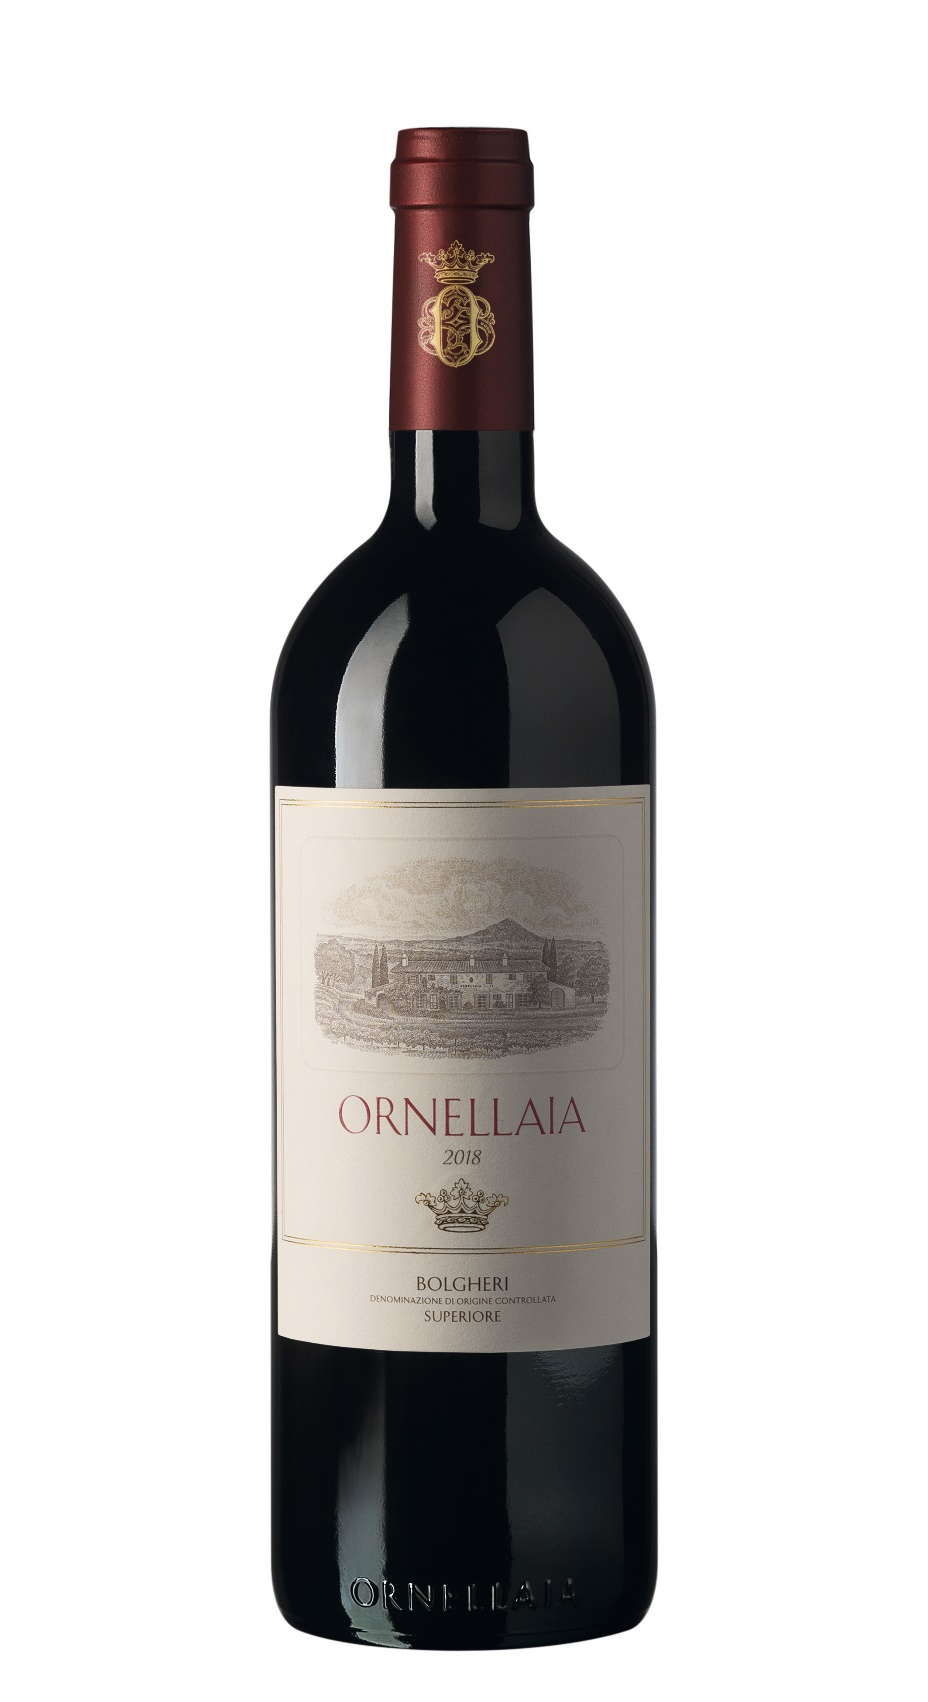 O
ORNELLAIA
2018
BOLGHERI
DENOMINAZIONE DI ORIGINE CONTROLLATA
SUPERIORE
ORNELLAIA